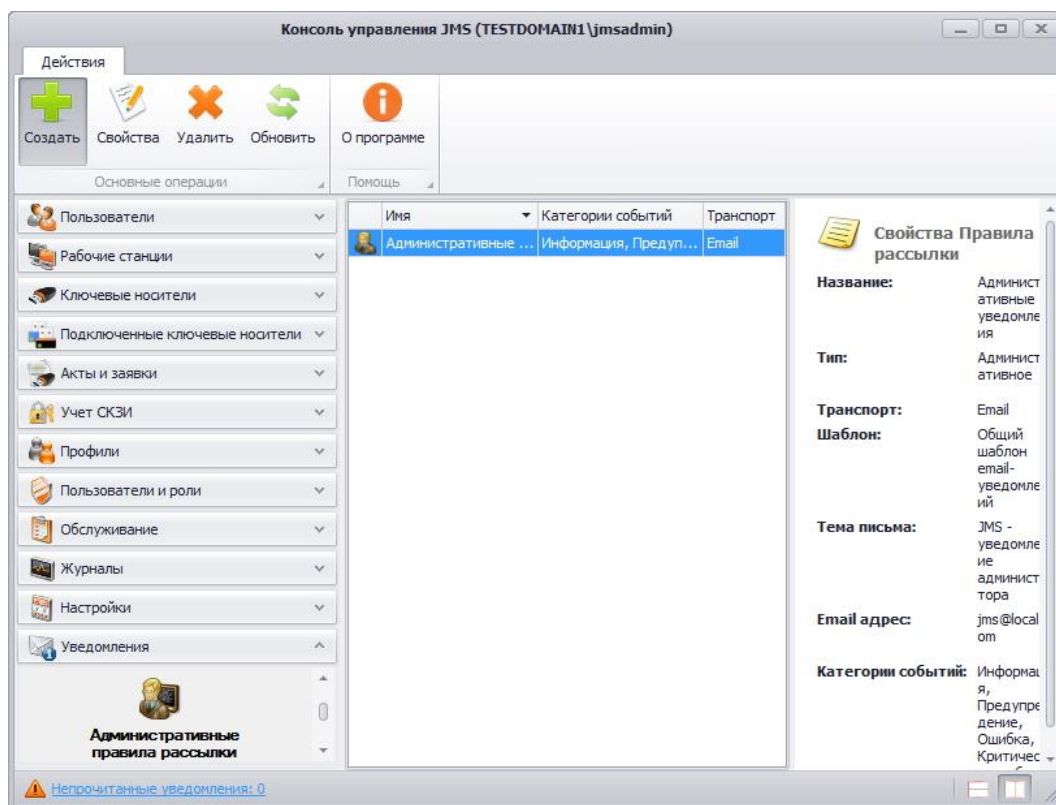 Консоль управления JMS (TESTDOMAIN1\jmsadmin)
Действия
Создать
Свойства
Удалить
Обновить
О программе
Основные операции
Помощь
Пользователи
Рабочие станции
Ключевые носители
Подключенные ключевые носители
Акты и заявки
Учет СКЗИ
Профили
Пользователи и роли
Обслуживание
Журналы
Настройки
Уведомления
Административные
правила рассылки
Имя
Категории событий
Транспорт
Административные ...
Информация, Предуп...
Email
Свойства Правила
рассылки
Название:
Админист
ативные
уведомле
ия
Тип:
Админист
ативное
Транспорт:
Email
Шаблон:
Общий
шаблон
email-
уведомле
ий
Тема письма:
JMS -
уведомле
ие
админист
тора
Email адрес:
jms@local
om
Категории событий:
Информац
я,
Предупре
дение,
Ошибка,
Критичес
Непрочитанные уведомления: 0